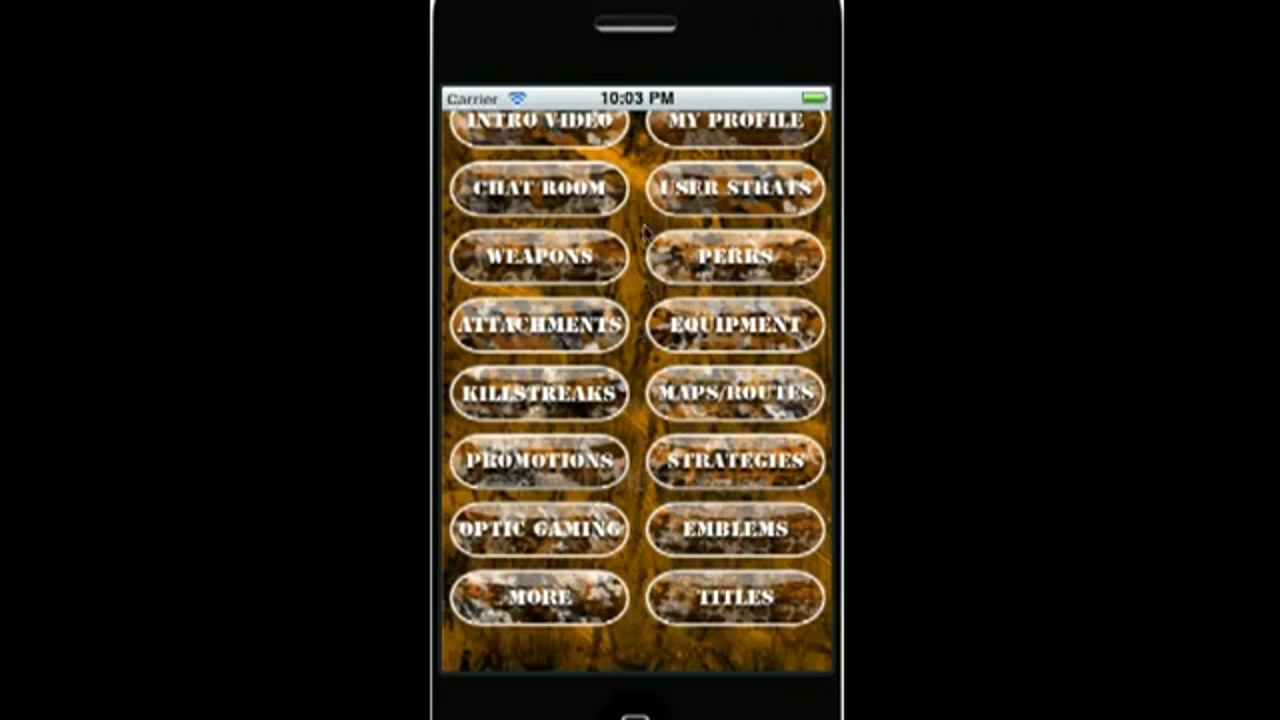 Carrier 10:03 PM
INTRO VIDEO MY PROFILE
CHAT ROOM USER STRATS
WEAPONS PERKS
ATTACHMENTS EQUIPMENT
KILLSTREAKS MAPS/ROUTES
PROMOTIONS STRATEGIES
OPTIC GAMING EMBLEMS
MORE TITLES